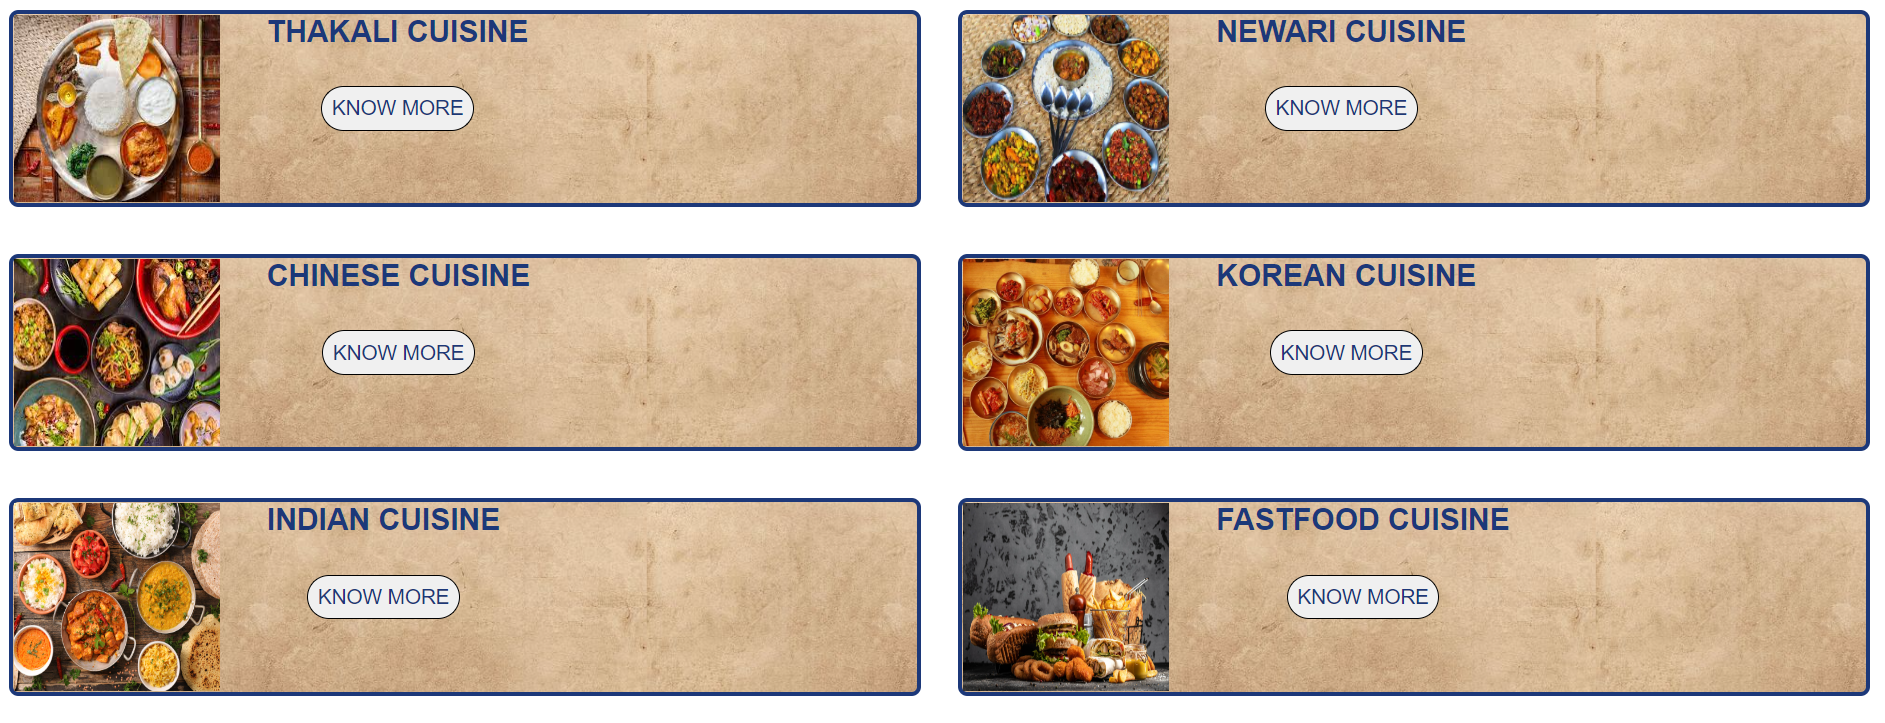 THAKALI CUISINE
KNOW MORE
NEWARI CUISINE
KNOW MORE
CHINESE CUISINE
KNOW MORE
KOREAN CUISINE
KNOW MORE
INDIAN CUISINE
KNOW MORE
FASTFOOD CUISINE
KNOW MORE